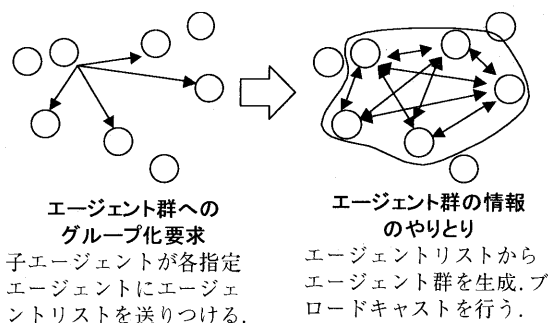 エージェント群への
グループ化要求
子エージェントが各指定
エージェントにエージェ
ントリストを送りつける.
エージェント群の情報
のやりとり
エージェントリストから
エージェント群を生成. ブ
ロードキャストを行う.